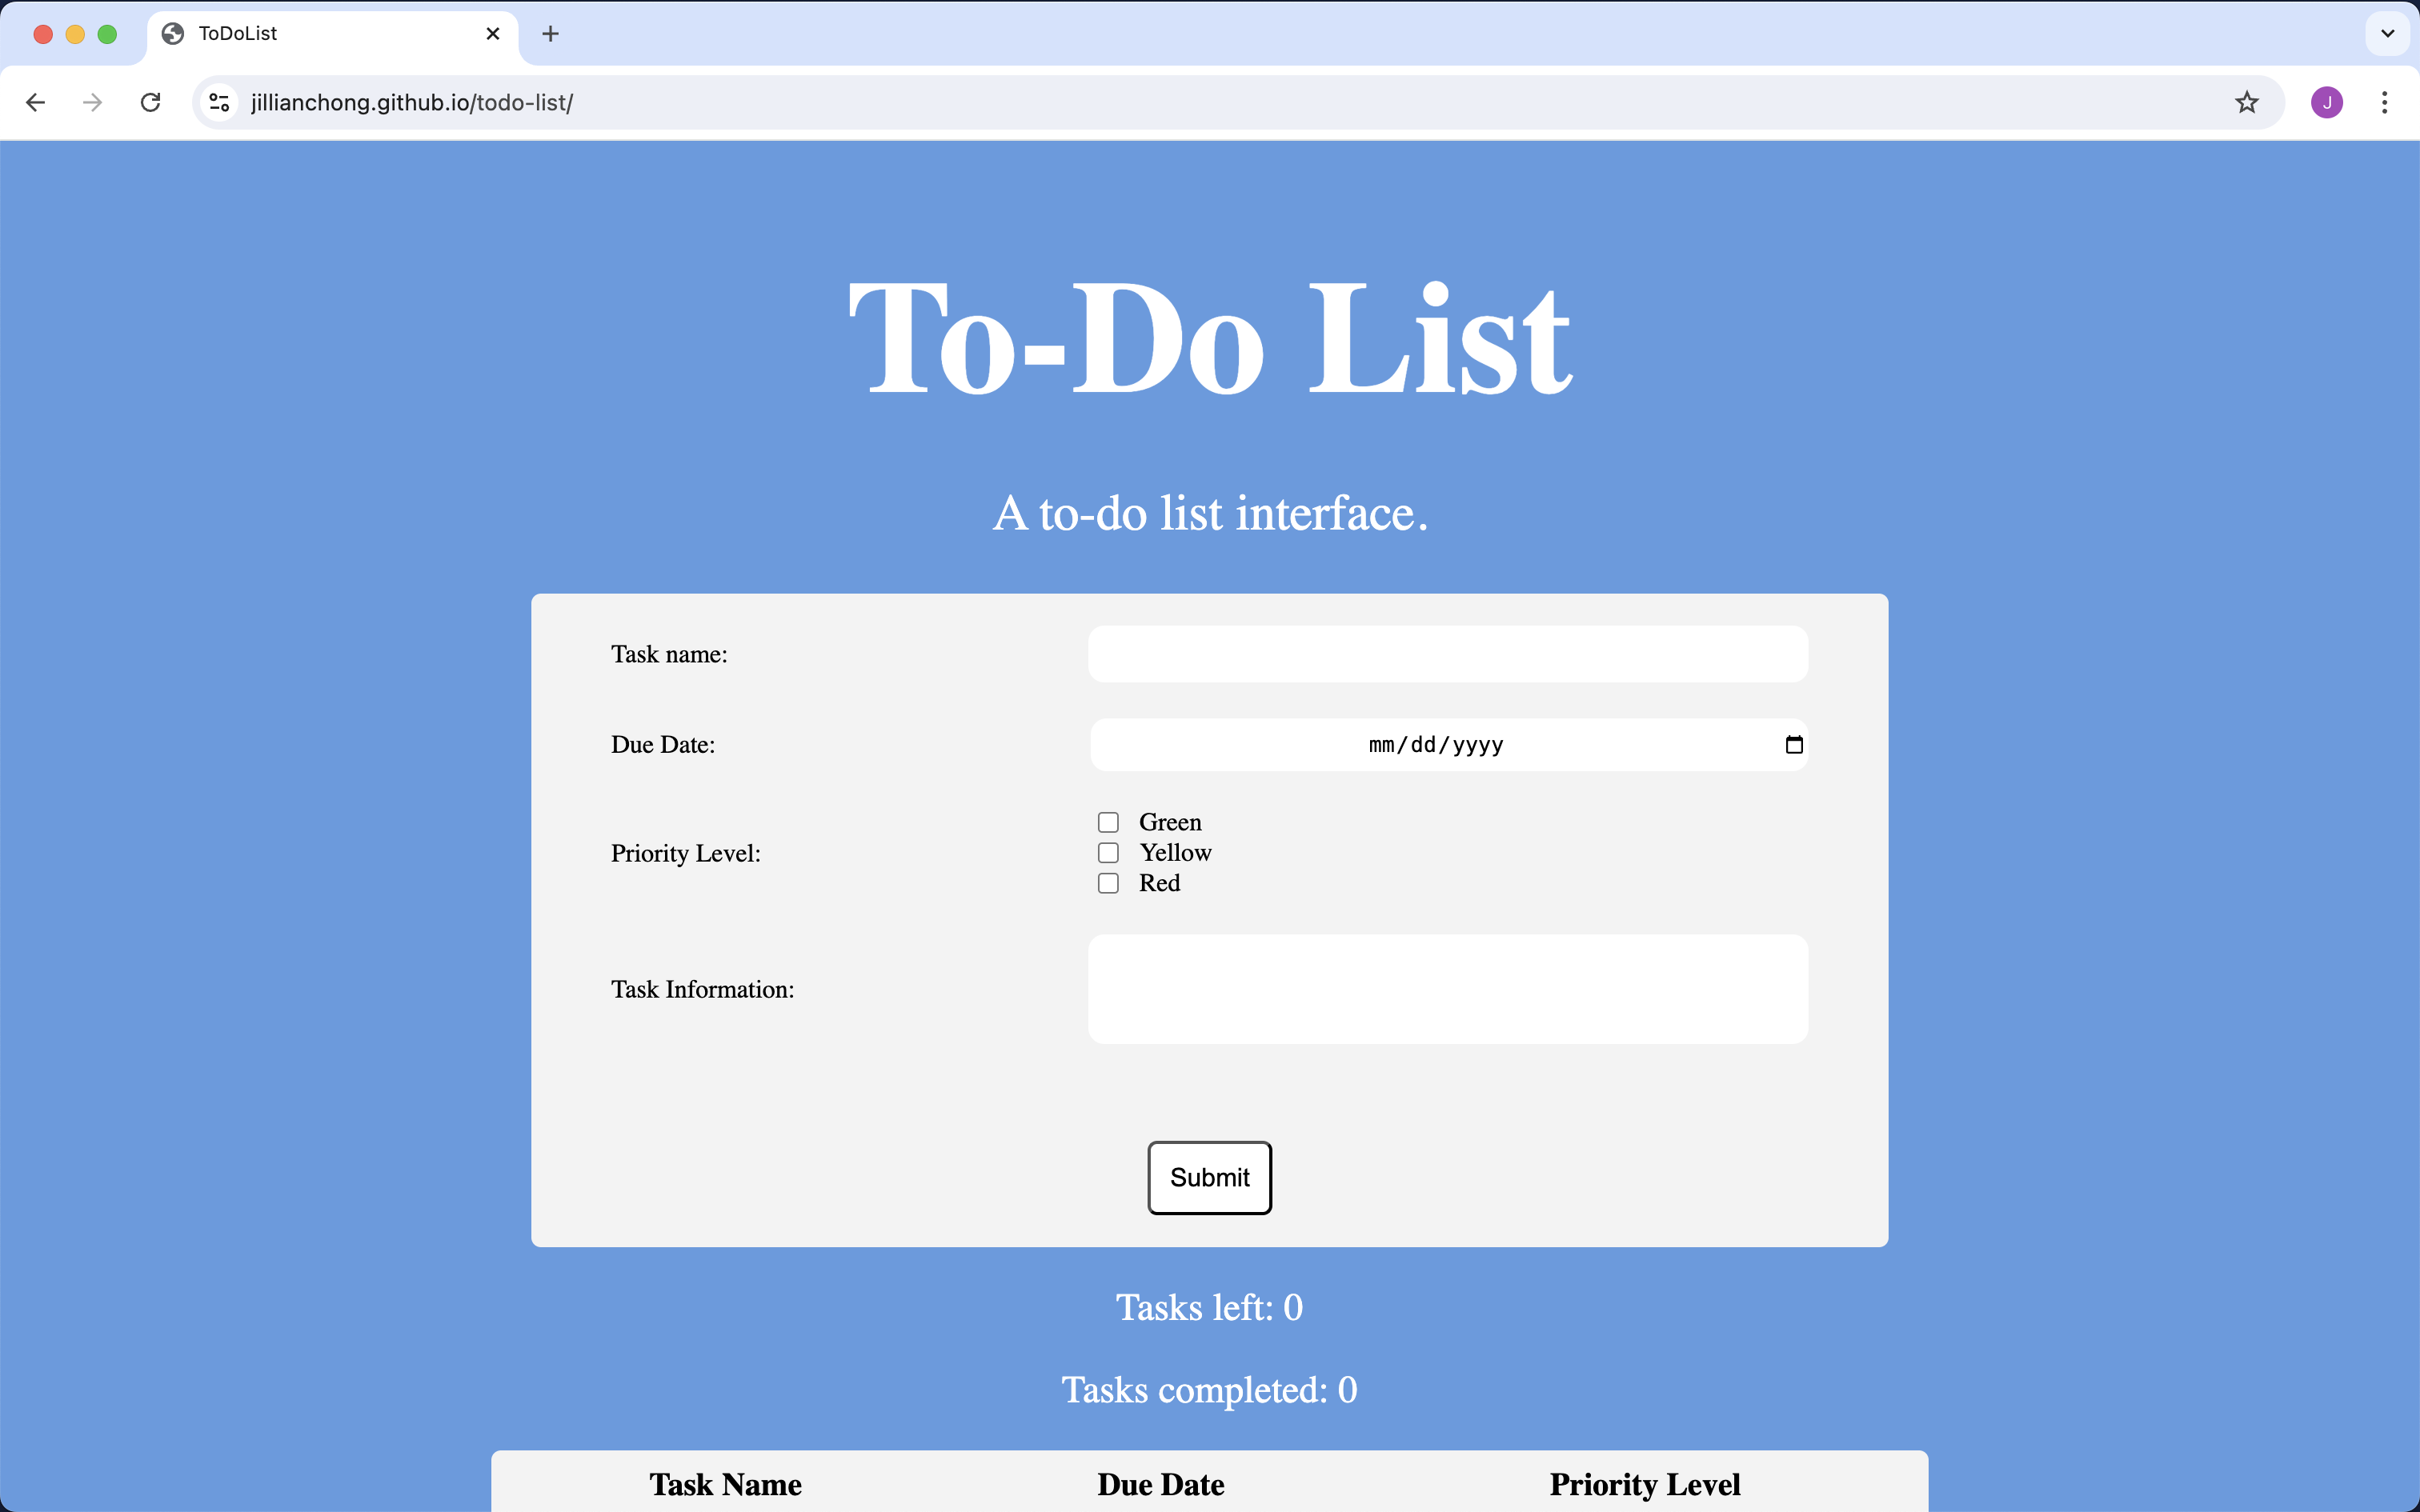 ToDoList
jillianchong.github.io/todo-list/
J
To-Do List
A to-do list interface.
Task name:
Due Date: mm/dd/yyyy
Priority Level:
Green
Yellow
Red
Task Information:
Submit
Tasks left: 0
Tasks completed: 0
Task Name Due Date Priority Level